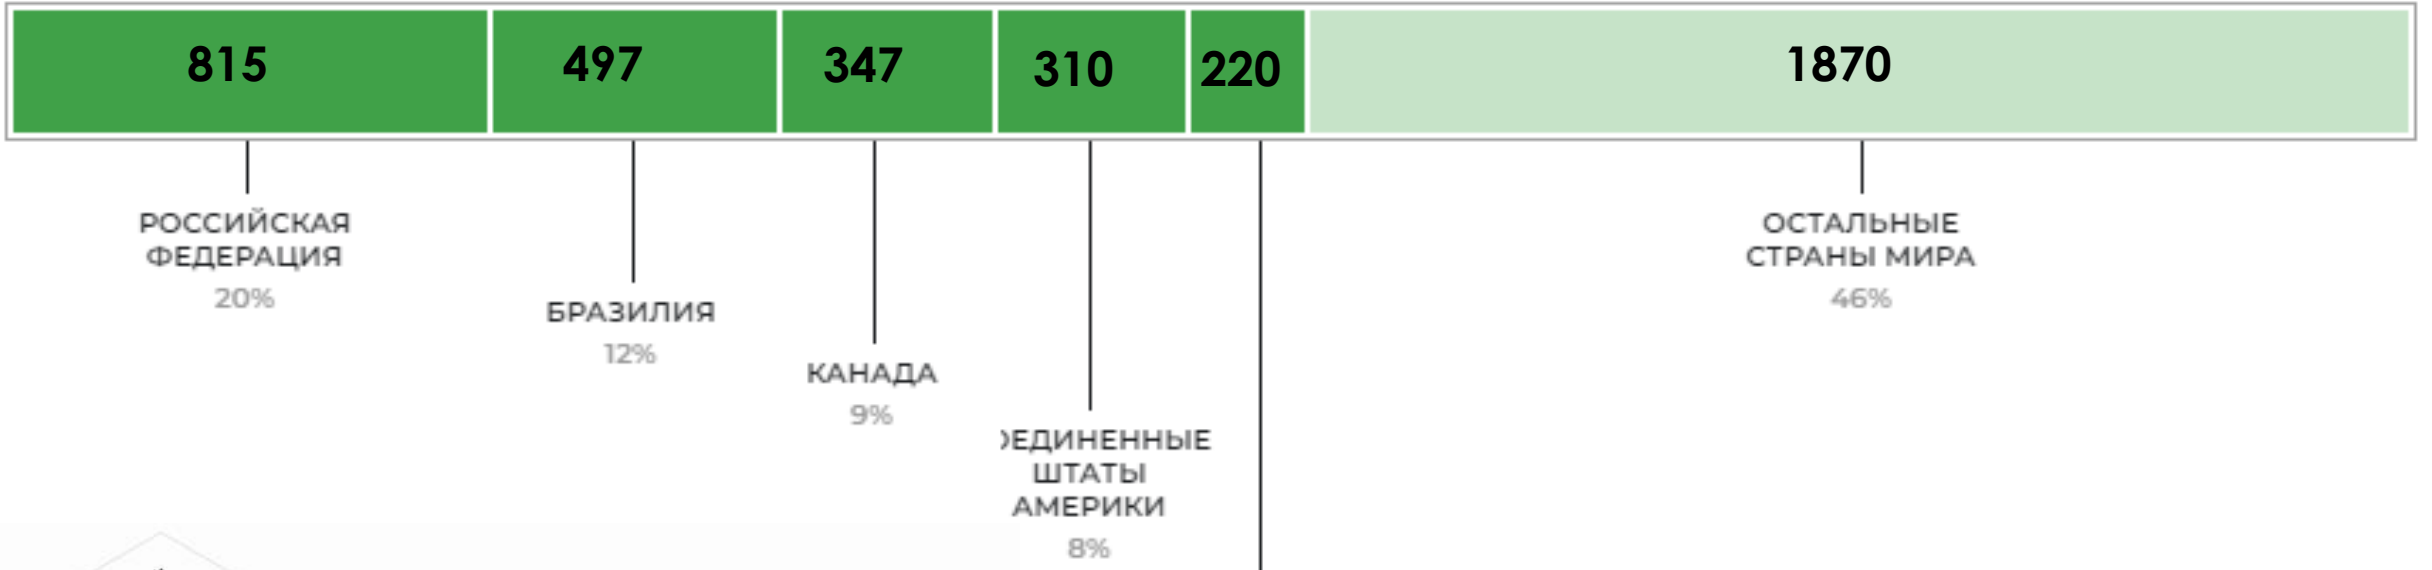 815 497 347 310 220 1870
РОССИЙСКАЯ
ФЕДЕРАЦИЯ
20%
БРАЗИЛИЯ
12%
КАНАДА
9%
ОЕДИНЕННЫЕ
ШТАТЫ
АМЕРИКИ
8%
ОСТАЛЬНЫЕ
СТРАНЫ МИРА
46%